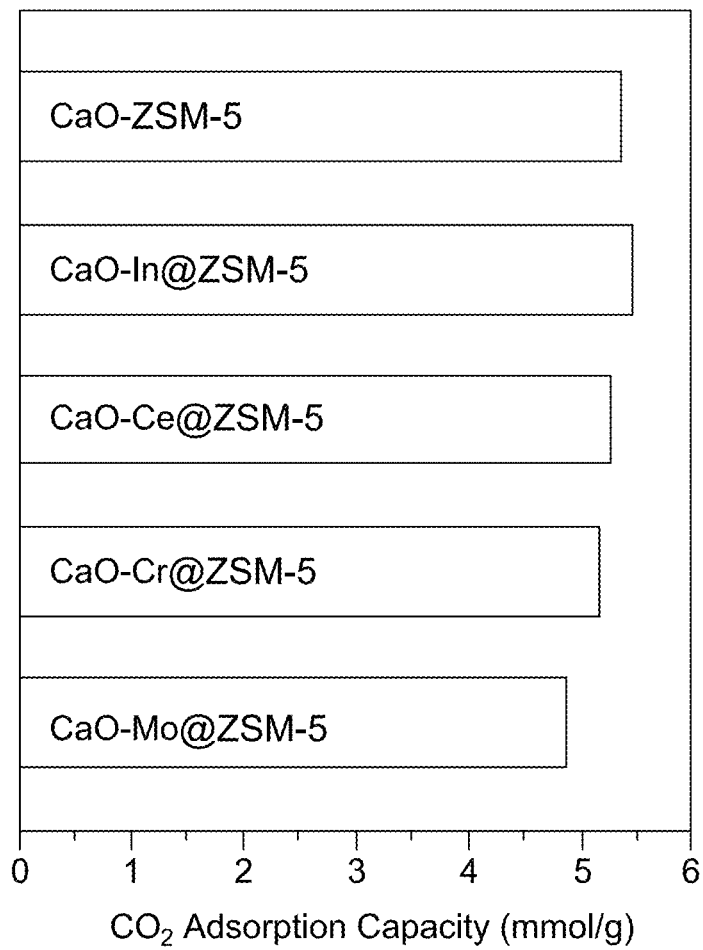 CaO-ZSM-5
CaO-In@ZSM-5
CaO-Ce@ZSM-5
CaO-Cr@ZSM-5
CaO-Mo@ZSM-5
0 1 2 3 4 5 6
CO₂ Adsorption Capacity (mmol/g)